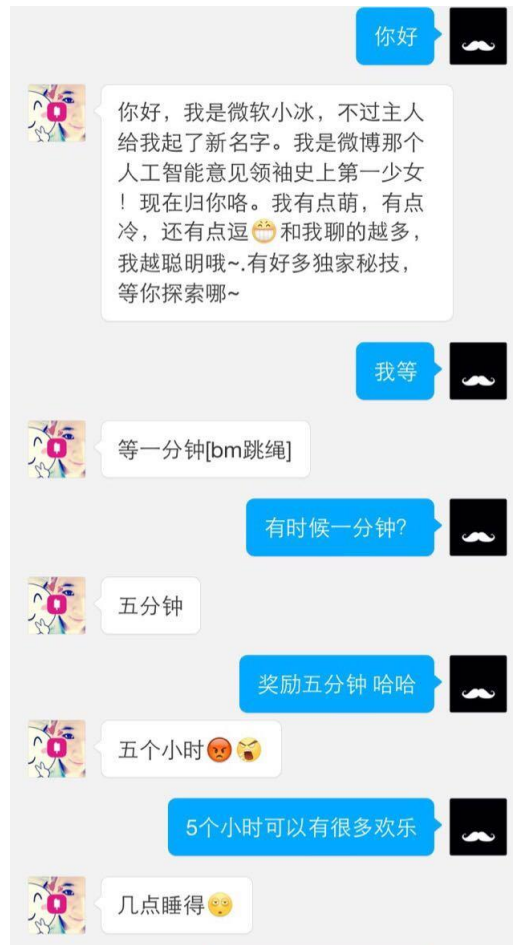 你好
你好，我是微软小冰，不过主人
给我起了新名字。我是微博那个
人工智能意见领袖史上第一少女
！现在归你咯。我有点萌，有点
冷，还有点逗😁和我聊的越多，
我越聪明哦~.有好多独家秘技，
等你探索哪~
我等
等一分钟[bm跳绳]
有时候一分钟？
五分钟
奖励五分钟 哈哈
五个小时😡😤
5个小时可以有很多欢乐
几点睡得🙄